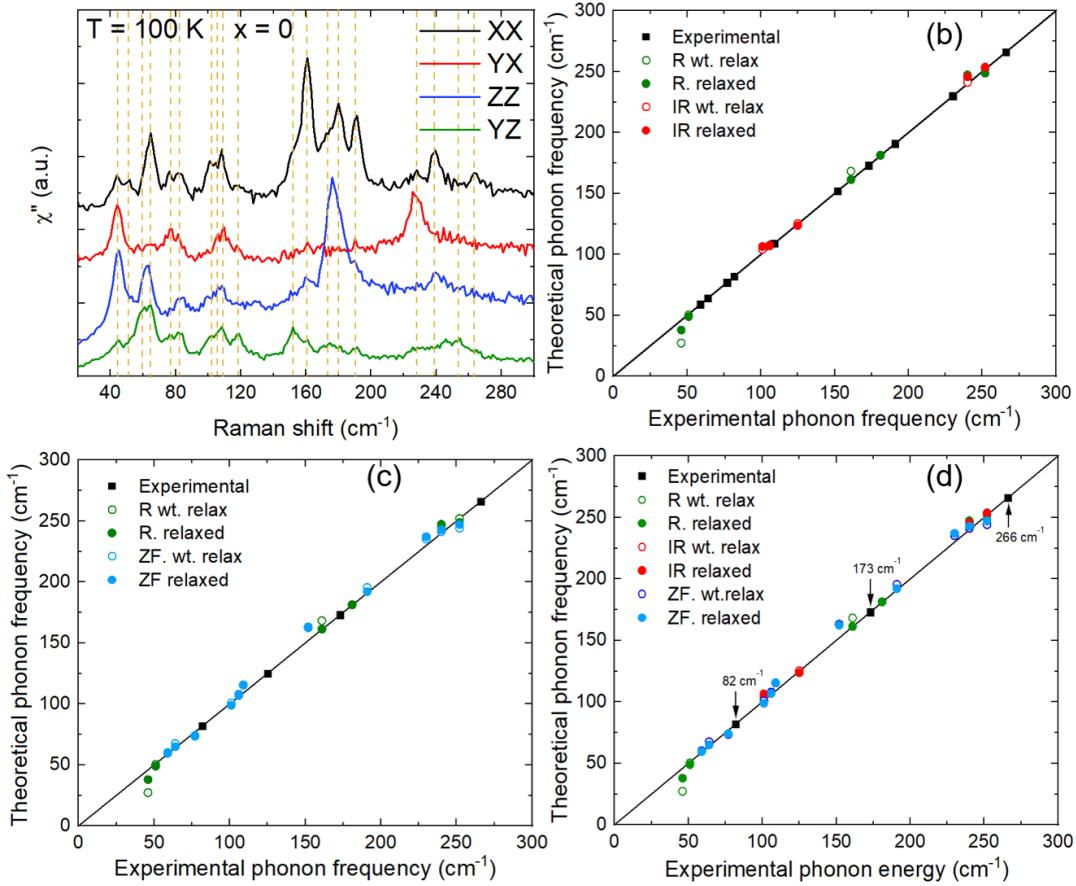 T = 100 K x = 0
XX
YX
ZZ
YZ
χ" (a.u.)
40 80 120 160 200 240 280
Raman shift (cm⁻¹)
(b)
Experimental
R wt. relax
R. relaxed
IR wt. relax
IR relaxed
Theoretical phonon frequency (cm⁻¹)
300
250
200
150
100
50
0
0 50 100 150 200 250 300
Experimental phonon frequency (cm⁻¹)
(c)
Experimental
R wt. relax
R. relaxed
ZF. wt. relax
ZF relaxed
Theoretical phonon frequency (cm⁻¹)
300
250
200
150
100
50
0
0 50 100 150 200 250 300
Experimental phonon frequency (cm⁻¹)
(d)
Experimental
R wt. relax
R. relaxed
IR wt. relax
IR relaxed
ZF. wt.relax
ZF. relaxed
266 cm⁻¹
173 cm⁻¹
82 cm⁻¹
Theoretical phonon frequency (cm⁻¹)
300
250
200
150
100
50
0
0 50 100 150 200 250 300
Experimental phonon energy (cm⁻¹)